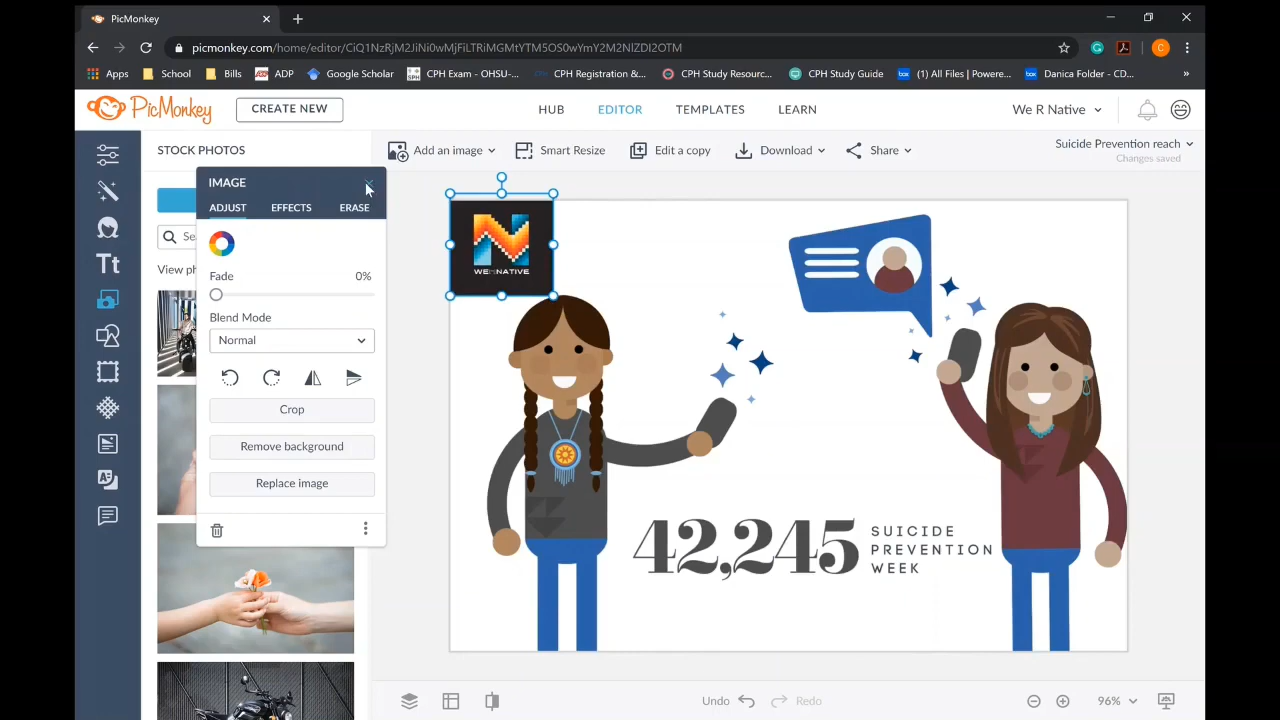 PicMonkey
picmonkey.com/home/editor/CiQ1NzRjM2JiNi0wMjFiLTRiMGMtYTM5OS0wYmY2M2NlZDI2OTM
Apps School Bills ADP Google Scholar CPH Exam - OHSU-... CPH Registration &... CPH Study Resourc... CPH Study Guide (1) All Files | Powere... Danica Folder - CD... »
PicMonkey CREATE NEW HUB EDITOR TEMPLATES LEARN We R Native
STOCK PHOTOS Add an image Smart Resize Edit a copy Download Share Suicide Prevention reach
Changes saved
IMAGE
ADJUST EFFECTS ERASE
Fade 0%
Blend Mode
Normal
Crop
Remove background
Replace image
N
WERNATIVE
Tt
42,245
SUICIDE
PREVENTION
WEEK
Undo Redo 96%